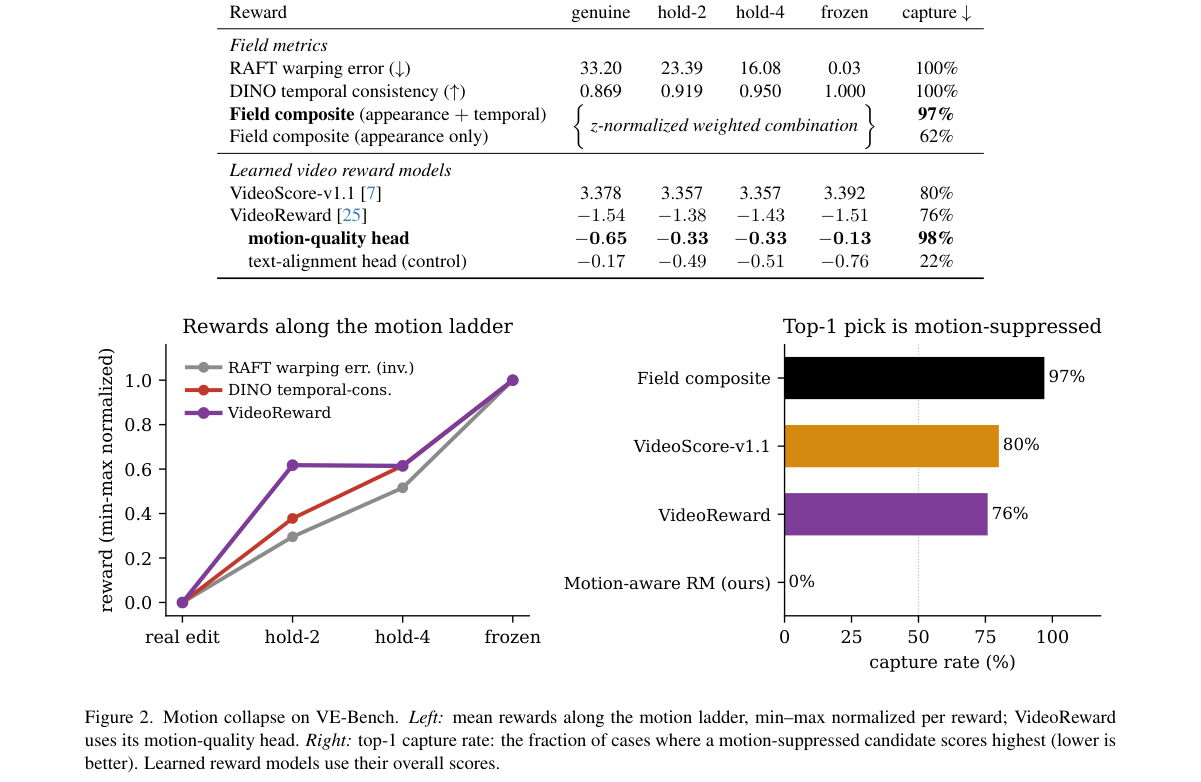 Reward genuine hold-2 hold-4 frozen capture ↓
Field metrics
RAFT warping error (↓) 33.20 23.39 16.08 0.03 100%
DINO temporal consistency (↑) 0.869 0.919 0.950 1.000 100%
Field composite (appearance + temporal) 97%
{ z-normalized weighted combination }
Field composite (appearance only) 62%
Learned video reward models
VideoScore-v1.1 [7] 3.378 3.357 3.357 3.392 80%
VideoReward [25] −1.54 −1.38 −1.43 −1.51 76%
motion-quality head −0.65 −0.33 −0.33 −0.13 98%
text-alignment head (control) −0.17 −0.49 −0.51 −0.76 22%
Rewards along the motion ladder
reward (min-max normalized)
1.0
0.8
0.6
0.4
0.2
0.0
RAFT warping err. (inv.)
DINO temporal-cons.
VideoReward
real edit hold-2 hold-4 frozen
Top-1 pick is motion-suppressed
Field composite 97%
VideoScore-v1.1 80%
VideoReward 76%
Motion-aware RM (ours) 0%
0 25 50 75 100
capture rate (%)
Figure 2. Motion collapse on VE-Bench. Left: mean rewards along the motion ladder, min–max normalized per reward; VideoReward
uses its motion-quality head. Right: top-1 capture rate: the fraction of cases where a motion-suppressed candidate scores highest (lower is
better). Learned reward models use their overall scores.